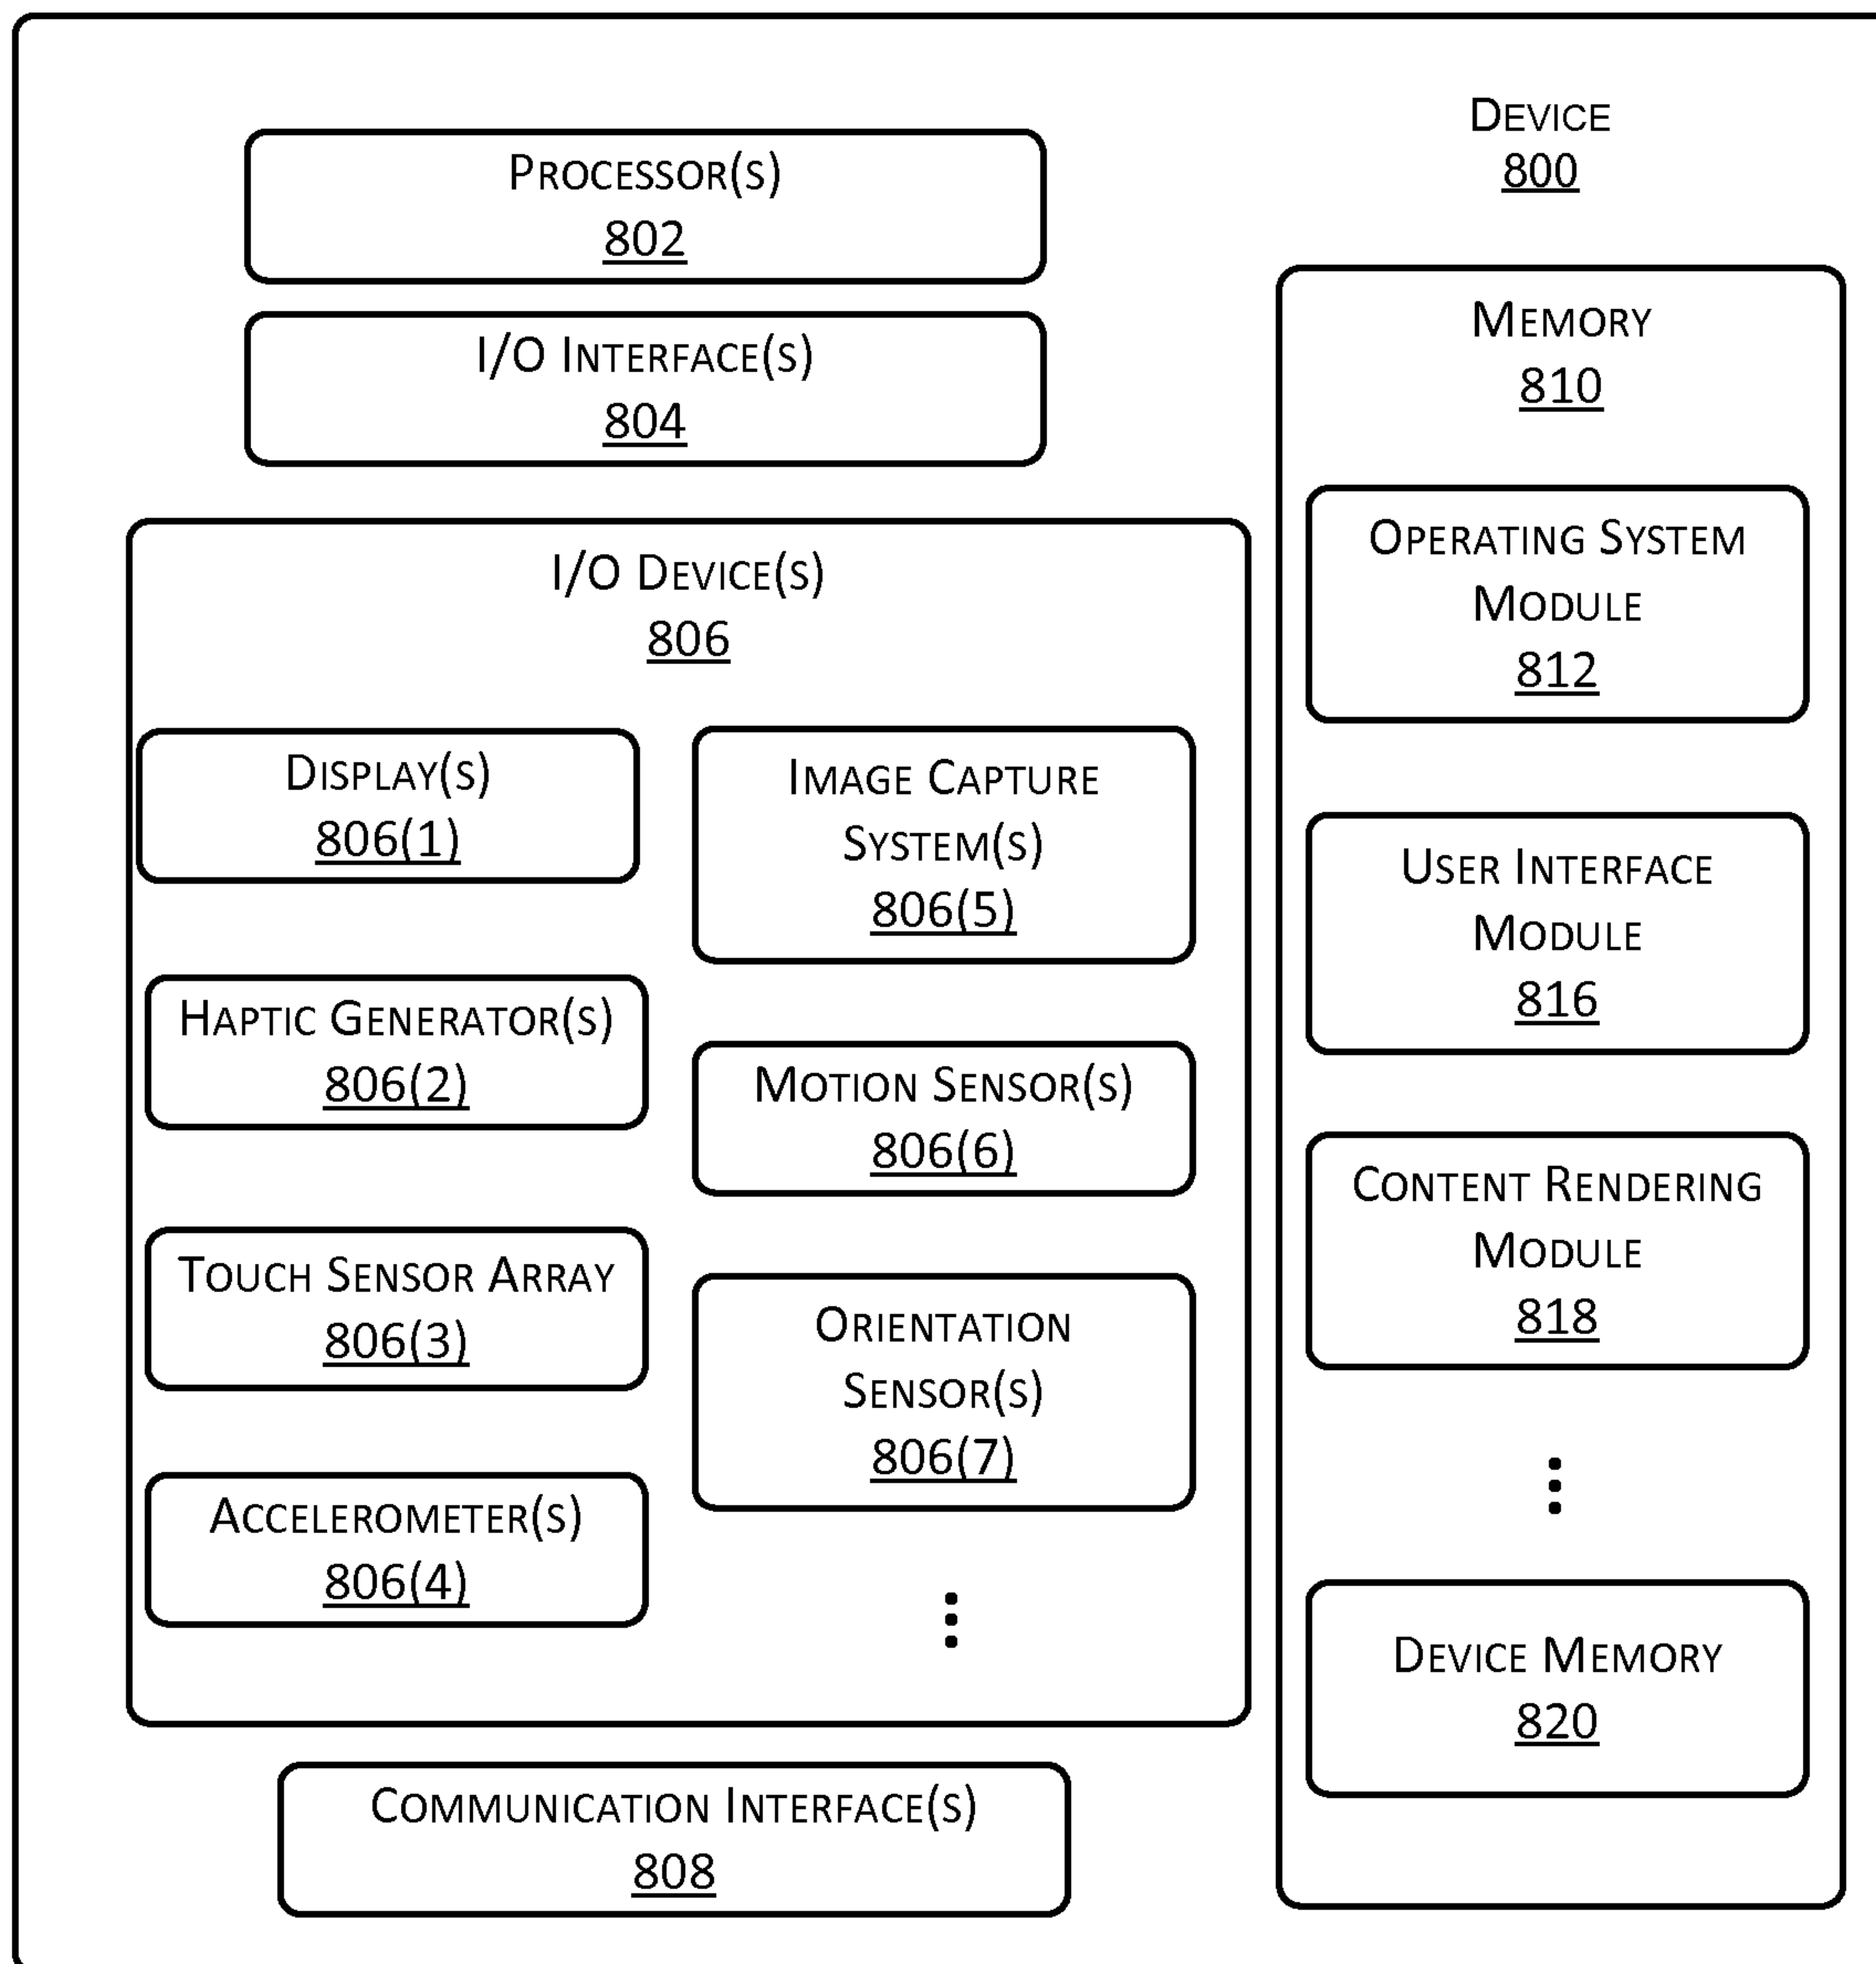 DEVICE
800
PROCESSOR(S)
802
I/O INTERFACE(S)
804
I/O DEVICE(S)
806
DISPLAY(S)
806(1)
HAPTIC GENERATOR(S)
806(2)
TOUCH SENSOR ARRAY
806(3)
ACCELEROMETER(S)
806(4)
IMAGE CAPTURE
SYSTEM(S)
806(5)
MOTION SENSOR(S)
806(6)
ORIENTATION
SENSOR(S)
806(7)
COMMUNICATION INTERFACE(S)
808
MEMORY
810
OPERATING SYSTEM
MODULE
812
USER INTERFACE
MODULE
816
CONTENT RENDERING
MODULE
818
DEVICE MEMORY
820